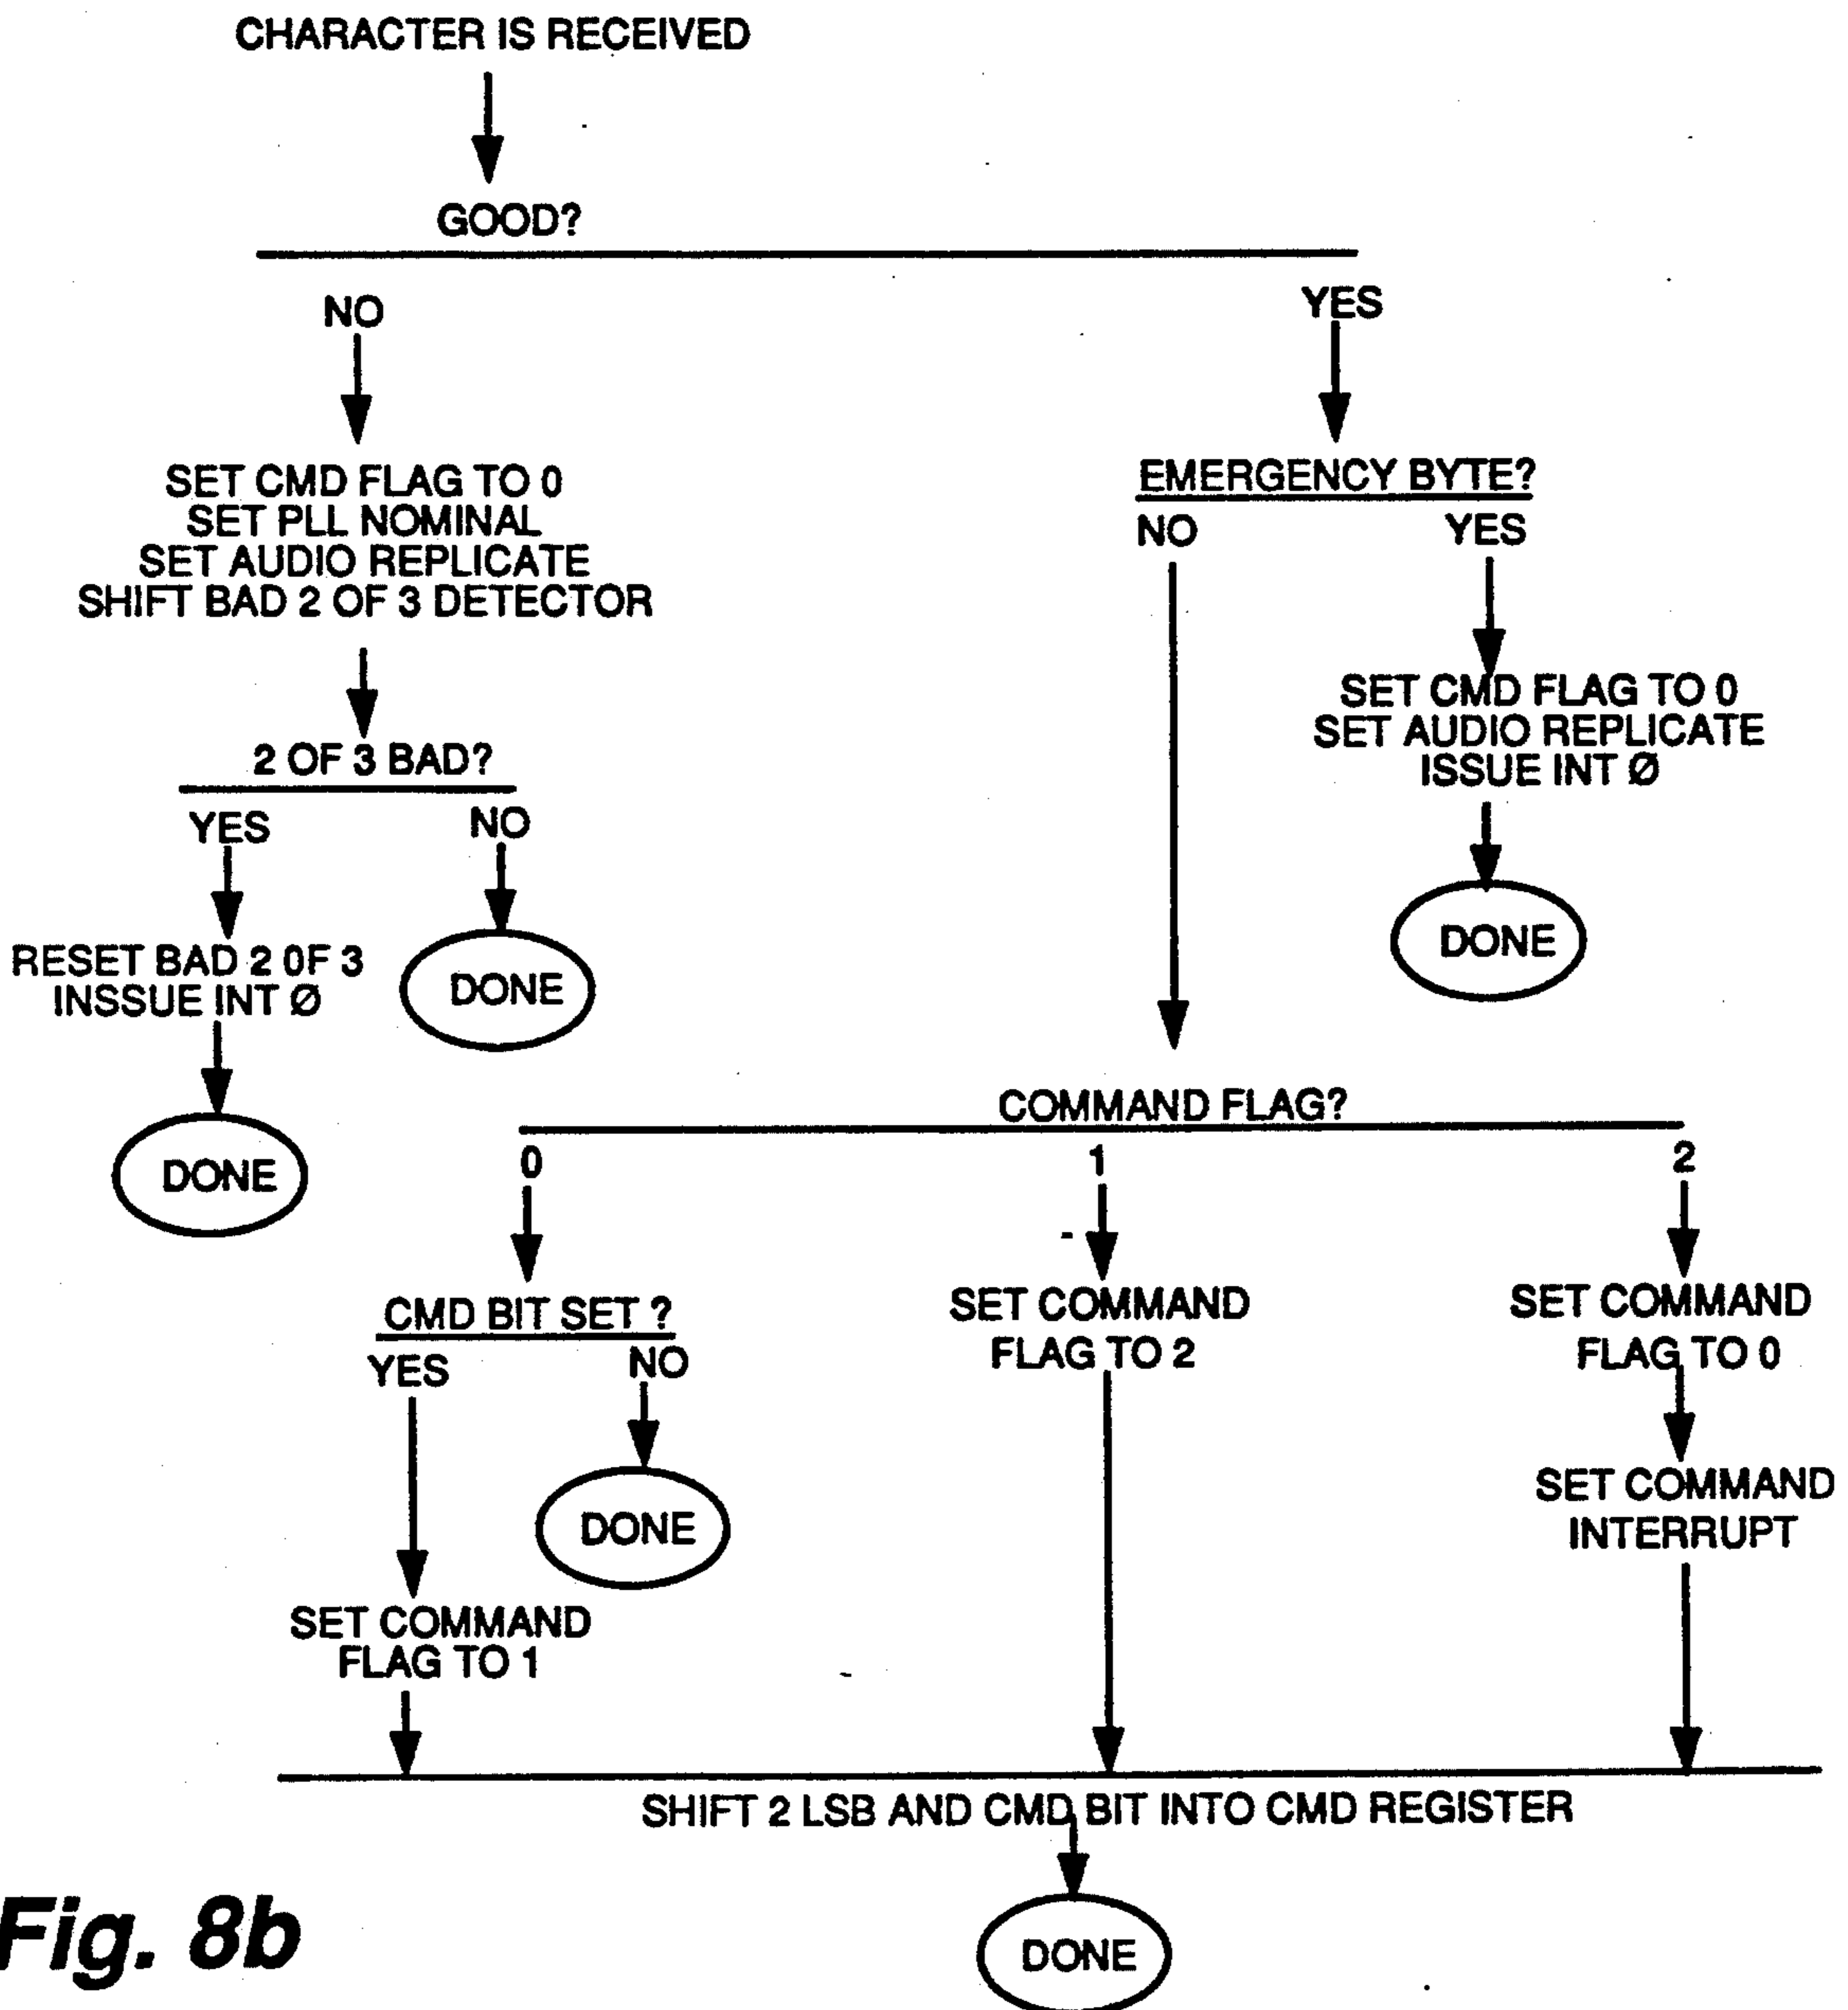 CHARACTER IS RECEIVED
GOOD?
NO
YES
SET CMD FLAG TO 0
SET PLL NOMINAL
SET AUDIO REPLICATE
SHIFT BAD 2 OF 3 DETECTOR
EMERGENCY BYTE?
NO
YES
SET CMD FLAG TO 0
SET AUDIO REPLICATE
ISSUE INT Ø
DONE
2 OF 3 BAD?
YES
NO
RESET BAD 2 OF 3
INSSUE INT Ø
DONE
DONE
COMMAND FLAG?
0
1
2
CMD BIT SET ?
YES
NO
DONE
SET COMMAND
FLAG TO 1
SET COMMAND
FLAG TO 2
SET COMMAND
FLAG TO 0
SET COMMAND
INTERRUPT
SHIFT 2 LSB AND CMD BIT INTO CMD REGISTER
DONE
Fig. 8b